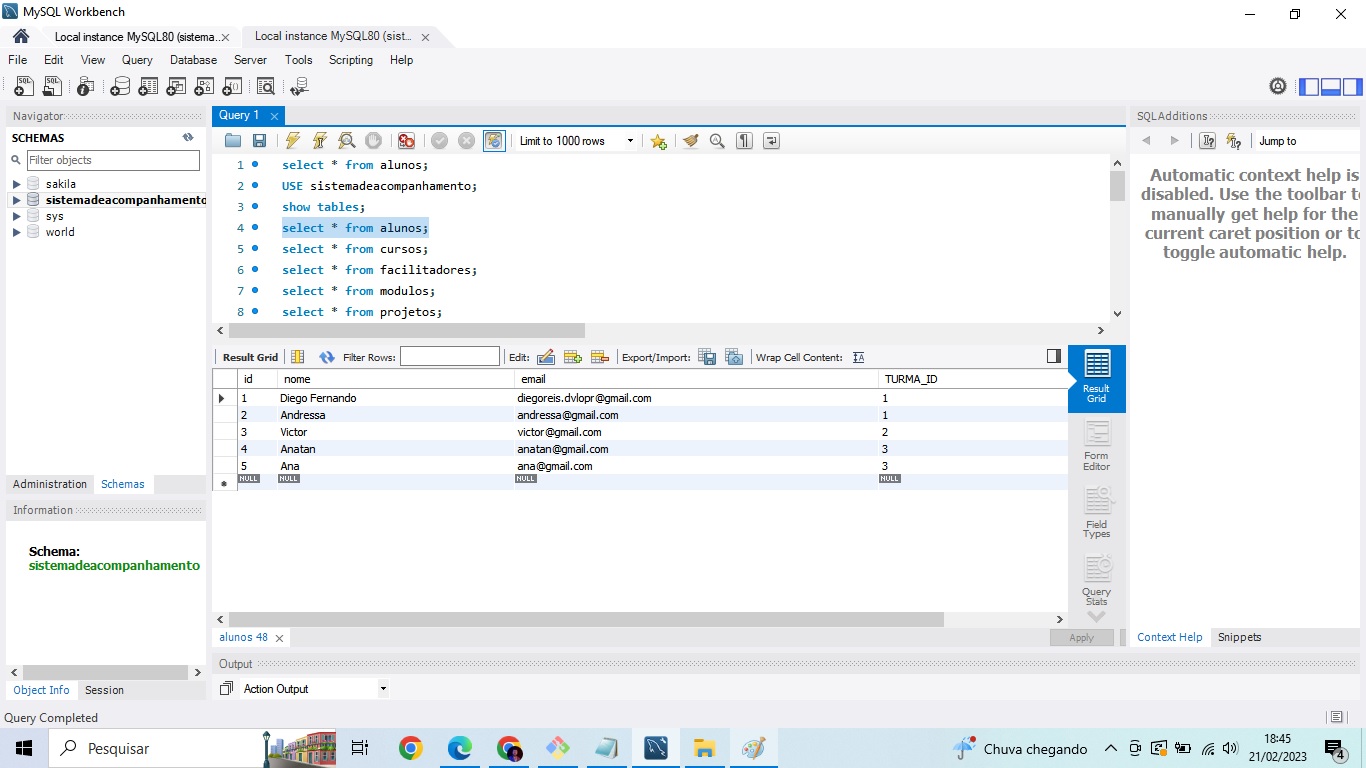 MySQL Workbench
Local instance MySQL80 (sistema...
Local instance MySQL80 (sist...
File Edit View Query Database Server Tools Scripting Help
Navigator
SCHEMAS
Filter objects
sakila
sistemadeacompanhamento
sys
world
Administration Schemas
Information
Schema:
sistemadeacompanhamento
Object Info Session
Query 1
Limit to 1000 rows
1 select * from alunos;
2 USE sistemadeacompanhamento;
3 show tables;
4 select * from alunos;
5 select * from cursos;
6 select * from facilitadores;
7 select * from modulos;
8 select * from projetos;
Result Grid Filter Rows: Edit: Export/Import: Wrap Cell Content:
id nome email TURMA_ID
1 Diego Fernando diegoreis.dvlopr@gmail.com 1
2 Andressa andressa@gmail.com 1
3 Victor victor@gmail.com 2
4 Anatan anatan@gmail.com 3
5 Ana ana@gmail.com 3
NULL NULL NULL NULL
Result
Grid
Form
Editor
Field
Types
Query
Stats
alunos 48
Apply
Output
Action Output
SQLAdditions
Jump to
Automatic context help is
disabled. Use the toolbar to
manually get help for the
current caret position or to
toggle automatic help.
Context Help Snippets
Query Completed
Pesquisar
Chuva chegando
18:45
21/02/2023
4